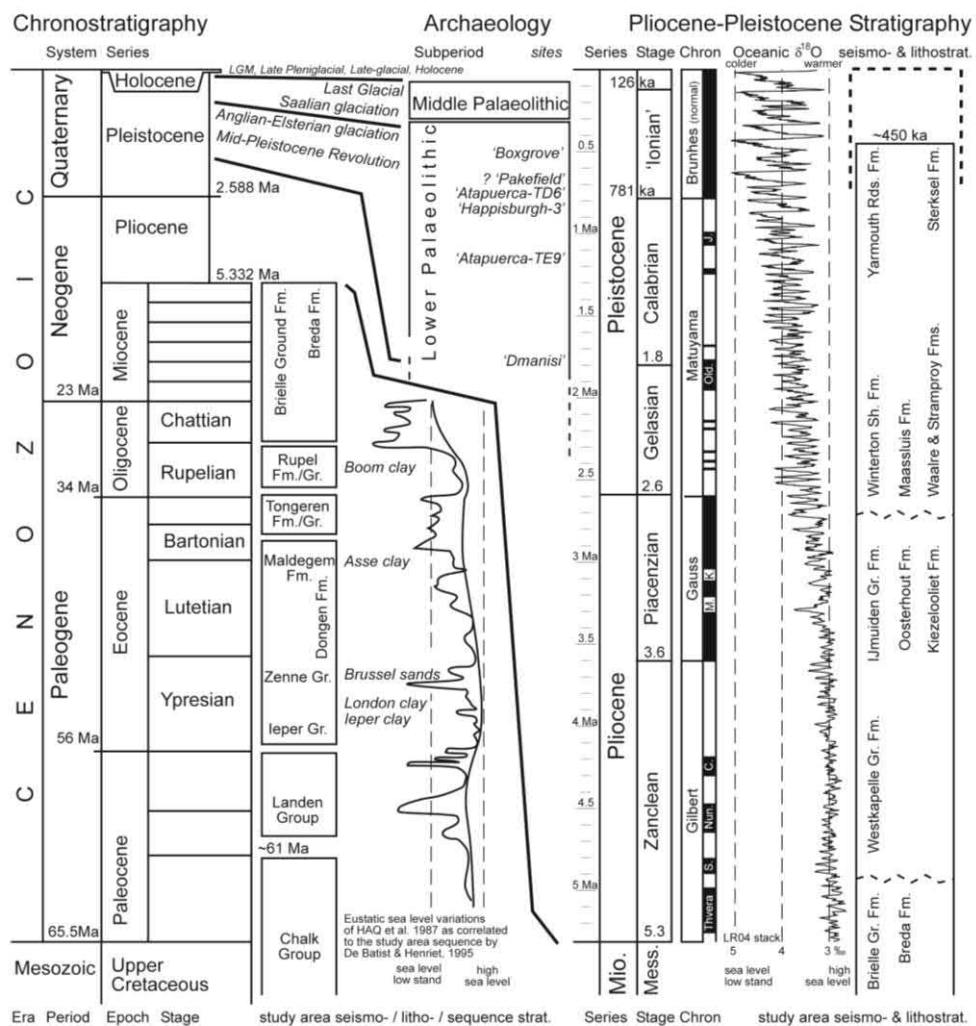 Chronostratigraphy
Archaeology
Pliocene-Pleistocene Stratigraphy
System Series
Subperiod sites
Series Stage Chron Oceanic δ18O seismo- & lithostrat.
colder warmer
C E N O Z O I C
Quaternary
Neogene
Paleogene
Holocene
Pleistocene
2.588 Ma
Pliocene
5.332 Ma
Miocene
23 Ma
Oligocene
Chattian
Rupelian
34 Ma
Eocene
Bartonian
Lutetian
Ypresian
56 Ma
Paleocene
~61 Ma
65.5Ma
Mesozoic
Upper
Cretaceous
Brielle Ground Fm.
Breda Fm.
Rupel
Fm./Gr.
Tongeren
Fm./Gr.
Maldegem
Fm.
Dongen Fm.
Zenne Gr.
Ieper Gr.
Landen
Group
Chalk
Group
Boom clay
Asse clay
Brussel sands
London clay
Ieper clay
Eustatic sea level variations
of HAQ et al. 1987 as correlated
to the study area sequence by
De Batist & Henriet, 1995
sea level
low stand
high
sea level
LGM, Late Pleniglacial, Late-glacial, Holocene
Last Glacial
Saalian glaciation
Anglian-Elsterian glaciation
Mid-Pleistocene Revolution
Middle Palaeolithic
Lower Palaeolithic
'Boxgrove'
? 'Pakefield'
'Atapuerca-TD6'
'Happisburgh-3'
'Atapuerca-TE9'
'Dmanisi'
0.5
1 Ma
1.5
2 Ma
2.5
3 Ma
3.5
4 Ma
4.5
5 Ma
Pleistocene
Pliocene
Mio.
126 ka
'Ionian'
781 ka
Calabrian
1.8
Gelasian
2.6
Piacenzian
3.6
Zanclean
5.3
Mess.
Brunhes (normal)
Matuyama
Gauss
Gilbert
J
Old.
K
M
C.
Nun.
S.
Thvera
LR04 stack
5 4 3 ‰
sea level
low stand
high
sea level
~450 ka
Yarmouth Rds. Fm.
Sterksel Fm.
Winterton Sh. Fm.
Maassluis Fm.
Waalre & Stramproy Fms.
IJmuiden Gr. Fm.
Oosterhout Fm.
Kiezelooliet Fm.
Westkapelle Gr. Fm.
Brielle Gr. Fm.
Breda Fm.
Era Period Epoch Stage study area seismo- / litho- / sequence strat. Series Stage Chron study area seismo- & lithostrat.